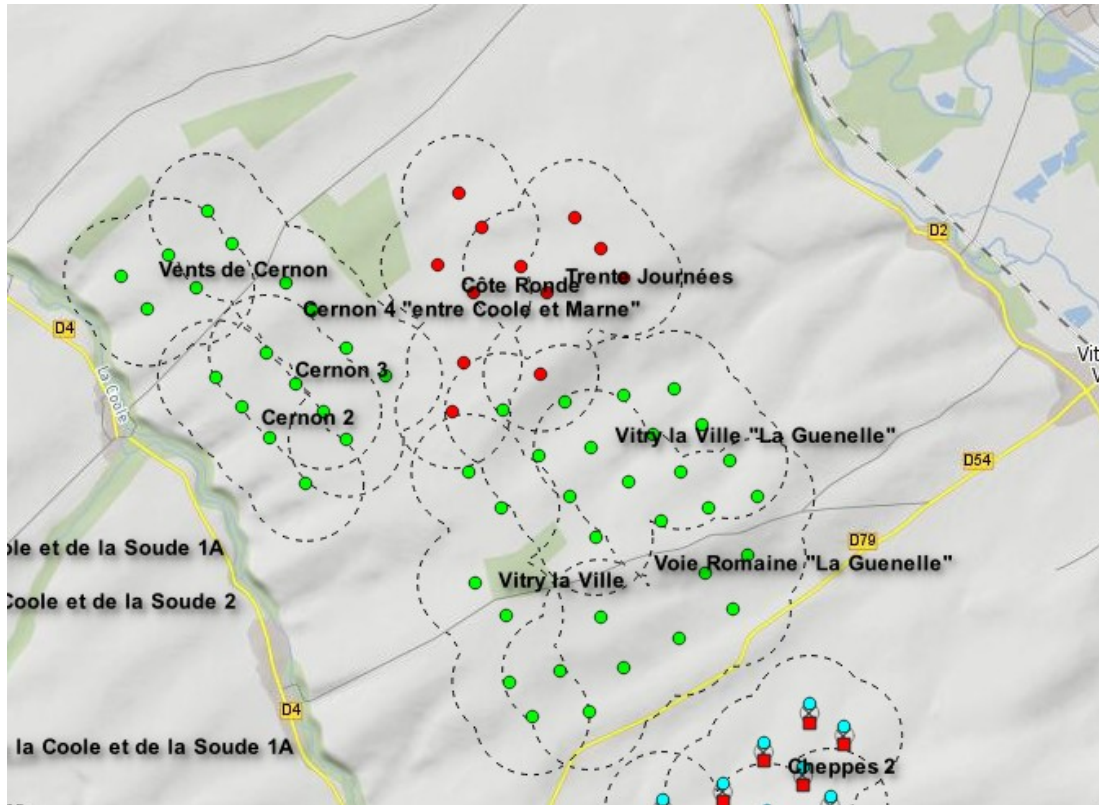 D2
Vents de Cernon
Côte Ronde
Trente Journées
Cernon 4 "entre Coole et Marne"
D4
La Coole
Cernon 3
Vit
V
Cernon 2
Vitry la Ville "La Guenelle"
D54
D79
ole et de la Soude 1A
Voie Romaine "La Guenelle"
Vitry la Ville
Coole et de la Soude 2
D4
la Coole et de la Soude 1A
Cheppes 2